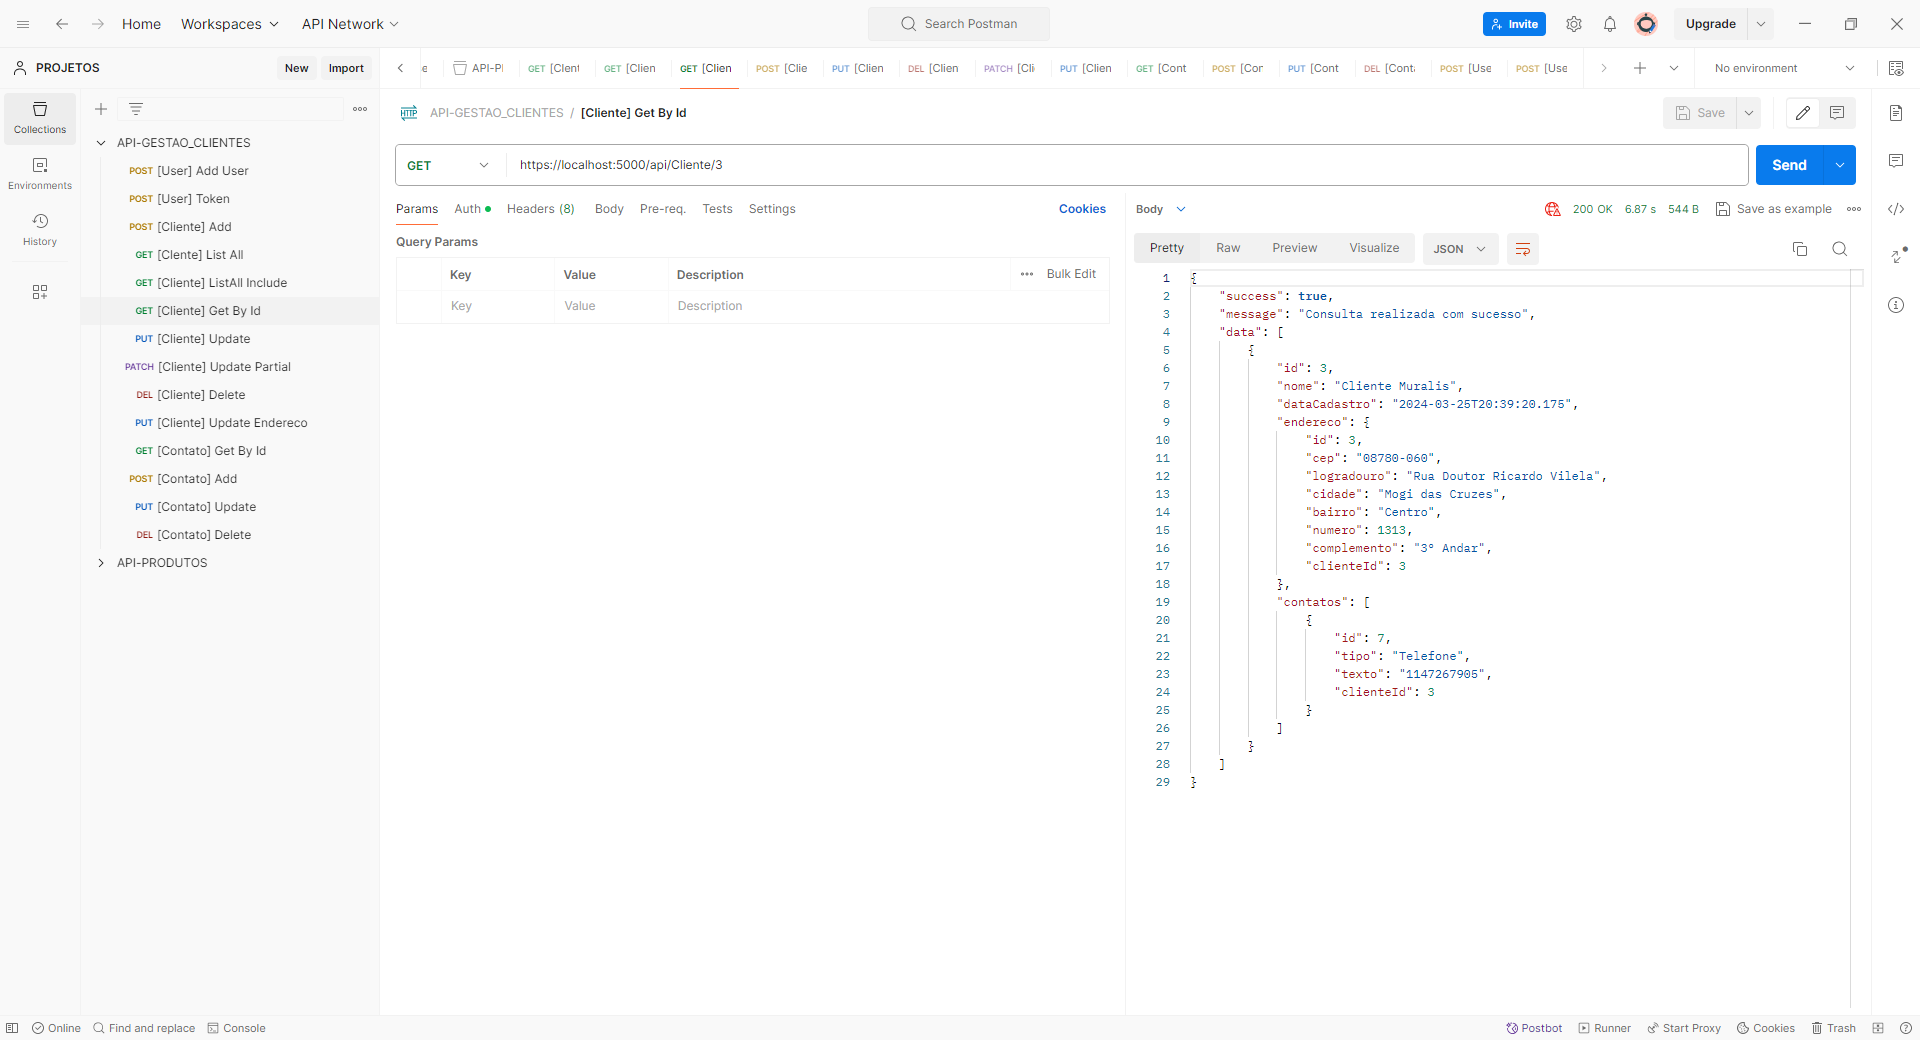 Home Workspaces API Network Search Postman Invite Upgrade
PROJETOS New Import
e API-PI GET [Client GET [Clien GET [Clien POST [Clie PUT [Clien DEL [Clien PATCH [Cli PUT [Clien GET [Cont POST [Cor PUT [Cont DEL [Cont POST [Use POST [Use No environment
Collections
Environments
History
API-GESTAO_CLIENTES
POST [User] Add User
POST [User] Token
POST [Cliente] Add
GET [Clente] List All
GET [Cliente] ListAll Include
GET [Cliente] Get By Id
PUT [Cliente] Update
PATCH [Cliente] Update Partial
DEL [Cliente] Delete
PUT [Cliente] Update Endereco
GET [Contato] Get By Id
POST [Contato] Add
PUT [Contato] Update
DEL [Contato] Delete
API-PRODUTOS
HTTP API-GESTAO_CLIENTES / [Cliente] Get By Id Save
GET https://localhost:5000/api/Cliente/3 Send
Params Auth Headers (8) Body Pre-req. Tests Settings Cookies
Query Params
Key Value Description Bulk Edit
Key Value Description
Body 200 OK 6.87 s 544 B Save as example
Pretty Raw Preview Visualize JSON
1 {
2 "success": true,
3 "message": "Consulta realizada com sucesso",
4 "data": [
5 {
6 "id": 3,
7 "nome": "Cliente Muralis",
8 "dataCadastro": "2024-03-25T20:39:20.175",
9 "endereco": {
10 "id": 3,
11 "cep": "08780-060",
12 "logradouro": "Rua Doutor Ricardo Vilela",
13 "cidade": "Mogi das Cruzes",
14 "bairro": "Centro",
15 "numero": 1313,
16 "complemento": "3º Andar",
17 "clienteId": 3
18 },
19 "contatos": [
20 {
21 "id": 7,
22 "tipo": "Telefone",
23 "texto": "1147267905",
24 "clienteId": 3
25 }
26 ]
27 }
28 ]
29 }
Online Find and replace Console Postbot Runner Start Proxy Cookies Trash